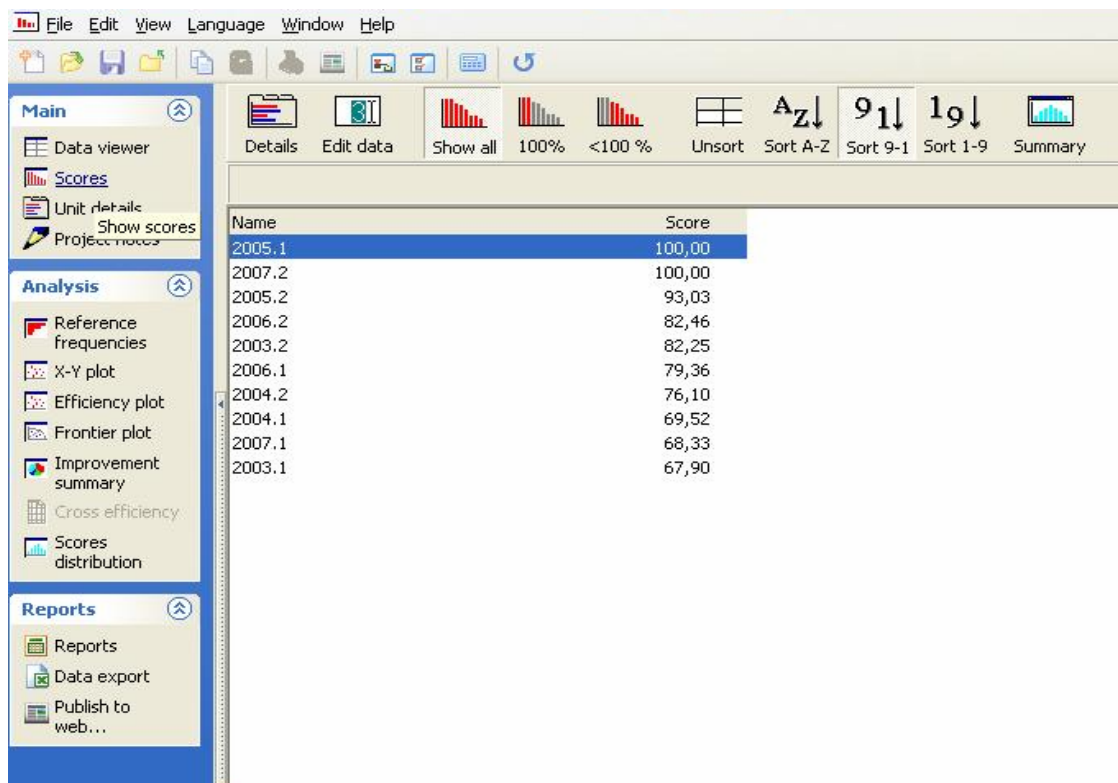 File Edit View Language Window Help
Main
Data viewer
Scores
Unit details
Show scores
Project notes
Analysis
Reference
frequencies
X-Y plot
Efficiency plot
Frontier plot
Improvement
summary
Cross efficiency
Scores
distribution
Reports
Reports
Data export
Publish to
web...
Details Edit data Show all 100% <100 % Unsort Sort A-Z Sort 9-1 Sort 1-9 Summary
Name Score
2005.1 100,00
2007.2 100,00
2005.2 93,03
2006.2 82,46
2003.2 82,25
2006.1 79,36
2004.2 76,10
2004.1 69,52
2007.1 68,33
2003.1 67,90